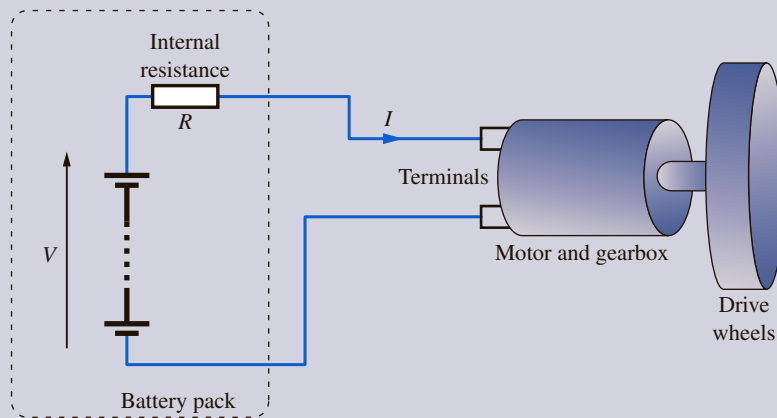 Internal
resistance
R
I
Terminals
V
Motor and gearbox
Drive
wheels
Battery pack